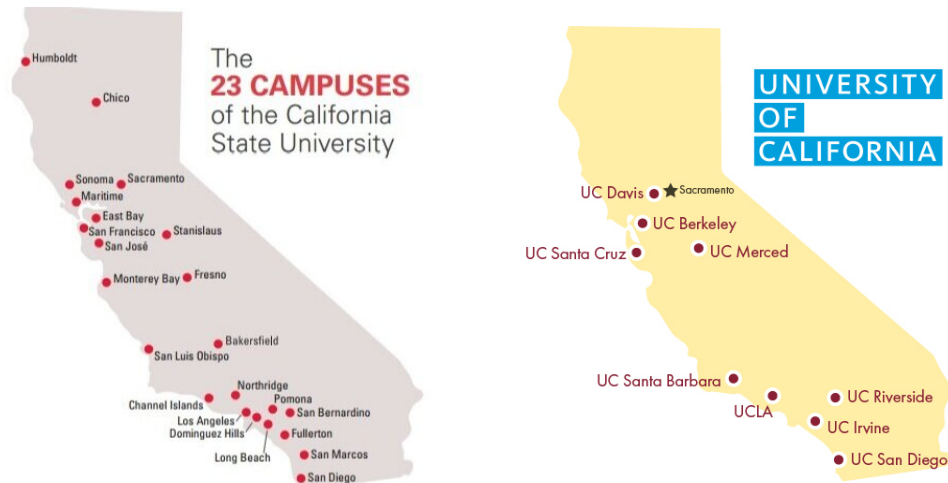 The
23 CAMPUSES
of the California
State University
Humboldt
Chico
Sonoma
Sacramento
Maritime
East Bay
San Francisco
Stanislaus
San José
Monterey Bay
Fresno
Bakersfield
San Luis Obispo
Northridge
Channel Islands
Pomona
Los Angeles
San Bernardino
Dominguez Hills
Fullerton
Long Beach
San Marcos
San Diego
UNIVERSITY
OF
CALIFORNIA
UC Davis
Sacramento
UC Berkeley
UC Santa Cruz
UC Merced
UC Santa Barbara
UCLA
UC Riverside
UC Irvine
UC San Diego